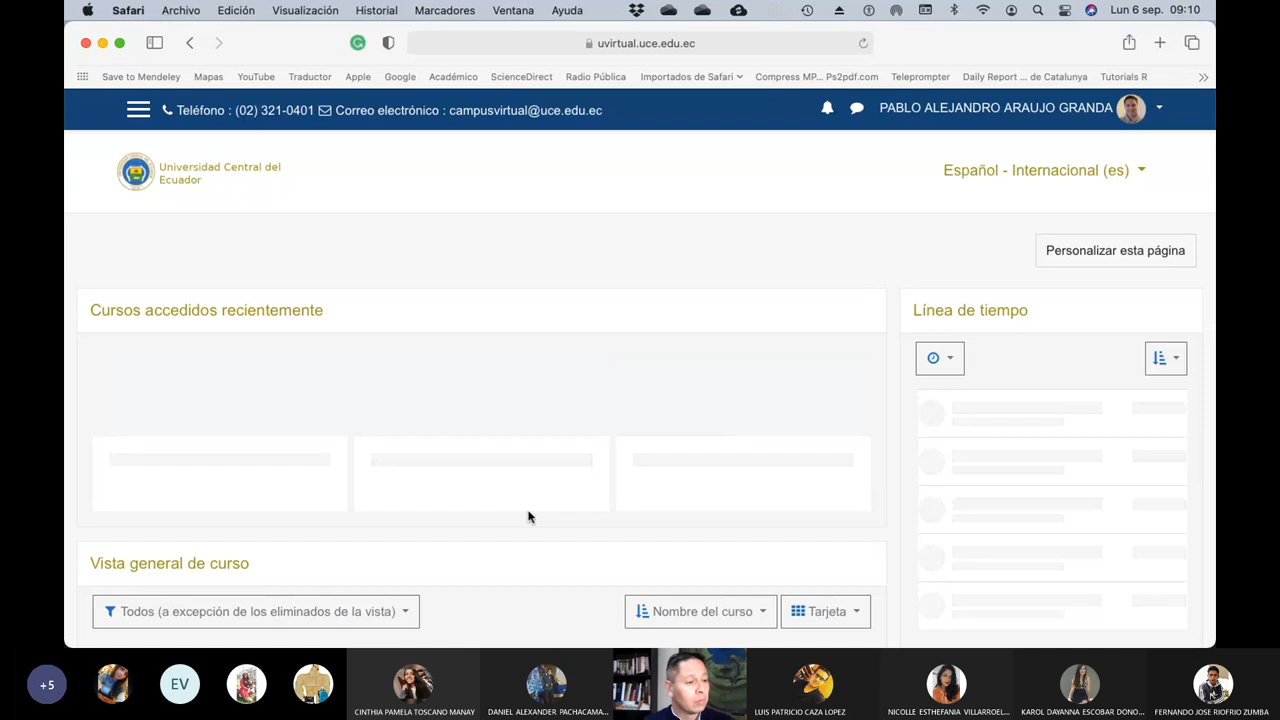 Safari Archivo Edición Visualización Historial Marcadores Ventana Ayuda Lun 6 sep. 09:10
uvirtual.uce.edu.ec
Save to Mendeley Mapas YouTube Traductor Apple Google Académico ScienceDirect Radio Pública Importados de Safari Compress MP... Ps2pdf.com Teleprompter Daily Report ... de Catalunya Tutorials R
Teléfono : (02) 321-0401 Correo electrónico : campusvirtual@uce.edu.ec PABLO ALEJANDRO ARAUJO GRANDA
Universidad Central del
Ecuador
Español - Internacional (es)
Personalizar esta página
Cursos accedidos recientemente
Línea de tiempo
Vista general de curso
Todos (a excepción de los eliminados de la vista) Nombre del curso Tarjeta
+5 EV
CINTHIA PAMELA TOSCANO MANAY DANIEL ALEXANDER PACHACAMA... LUIS PATRICIO CAZA LOPEZ NICOLLE ESTHEFANIA VILLARROEL... KAROL DAYANNA ESCOBAR DONO... FERNANDO JOSE RIOFRIO ZUMBA